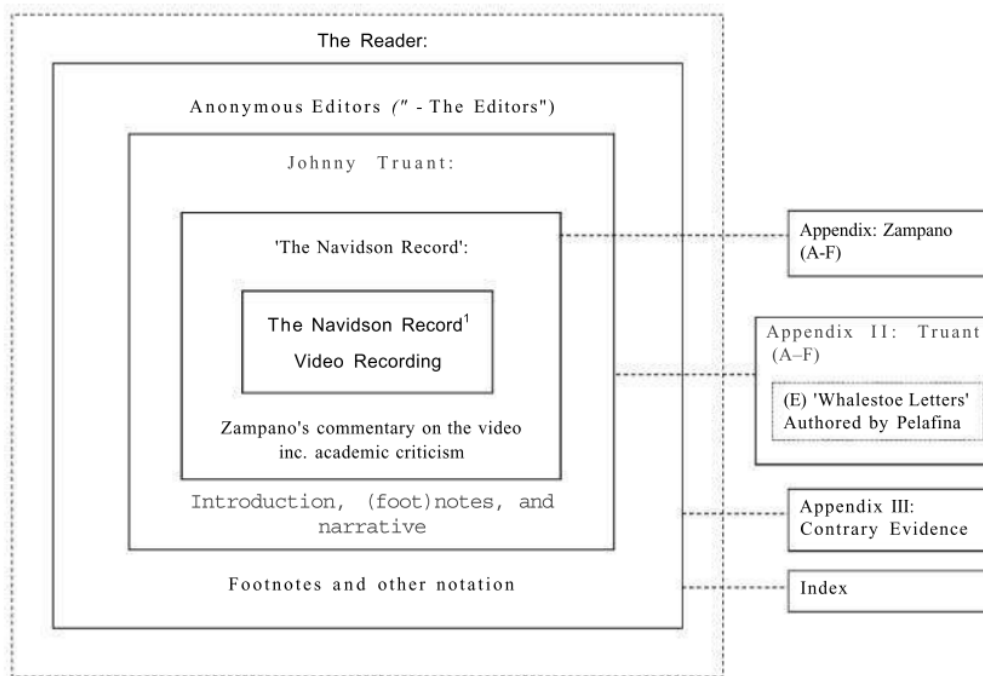 The Reader:
Anonymous Editors (" - The Editors")
Johnny Truant:
'The Navidson Record':
The Navidson Record¹
Video Recording
Zampano's commentary on the video
inc. academic criticism
Introduction, (foot)notes, and
narrative
Footnotes and other notation
Appendix: Zampano
(A-F)
Appendix II: Truant
(A–F)
(E) 'Whalestoe Letters'
Authored by Pelafina
Appendix III:
Contrary Evidence
Index